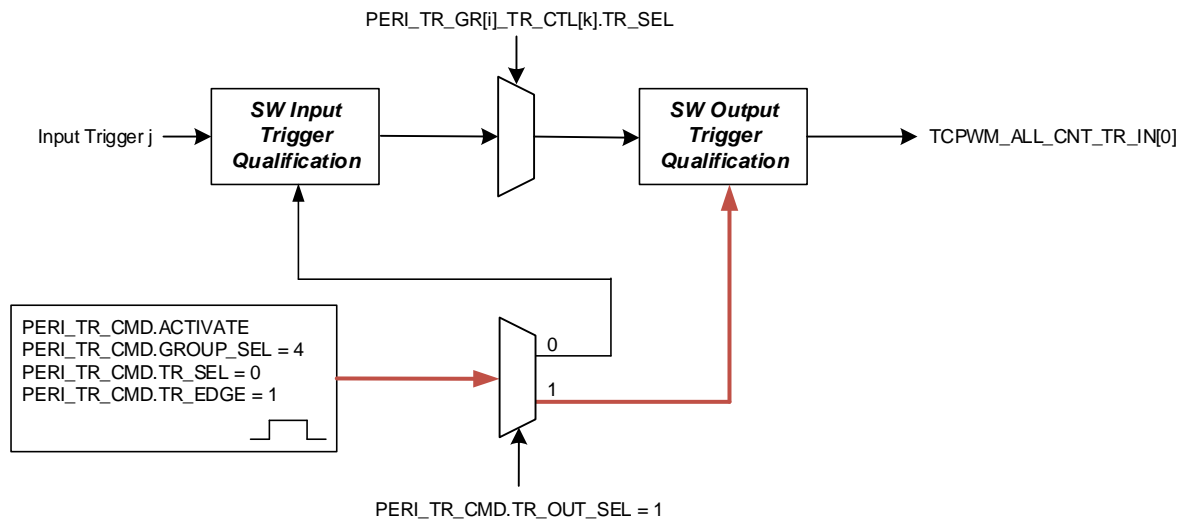 PERI_TR_GR[i]_TR_CTL[k].TR_SEL
Input Trigger j
SW Input
Trigger
Qualification
SW Output
Trigger
Qualification
TCPWM_ALL_CNT_TR_IN[0]
PERI_TR_CMD.ACTIVATE
PERI_TR_CMD.GROUP_SEL = 4
PERI_TR_CMD.TR_SEL = 0
PERI_TR_CMD.TR_EDGE = 1
0
1
PERI_TR_CMD.TR_OUT_SEL = 1